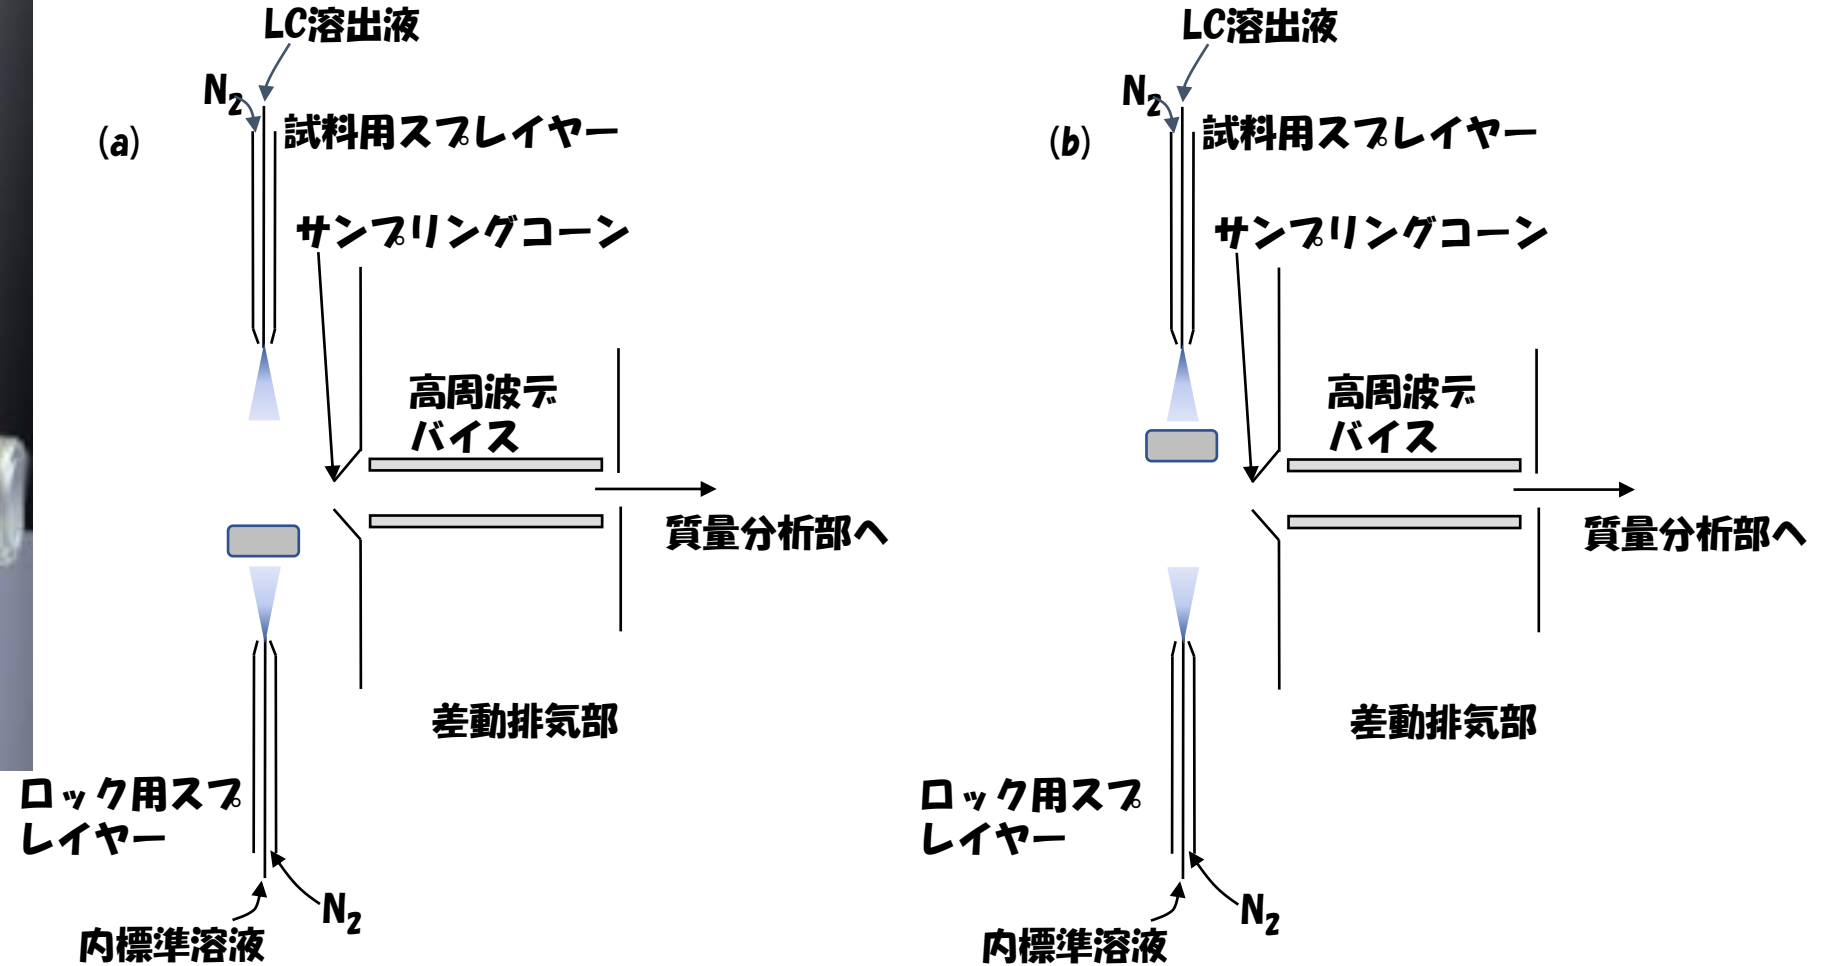 LC溶出液
N2
(a)
試料用スプレイヤー
サンプリングコーン
高周波デ
バイス
質量分析部へ
差動排気部
ロック用スプ
レイヤー
N2
内標準溶液
LC溶出液
N2
(b)
試料用スプレイヤー
サンプリングコーン
高周波デ
バイス
質量分析部へ
差動排気部
ロック用スプ
レイヤー
N2
内標準溶液